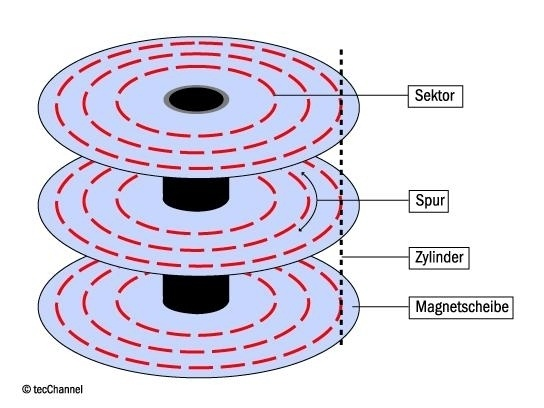 Sektor
Spur
Zylinder
Magnetscheibe
© tecChannel